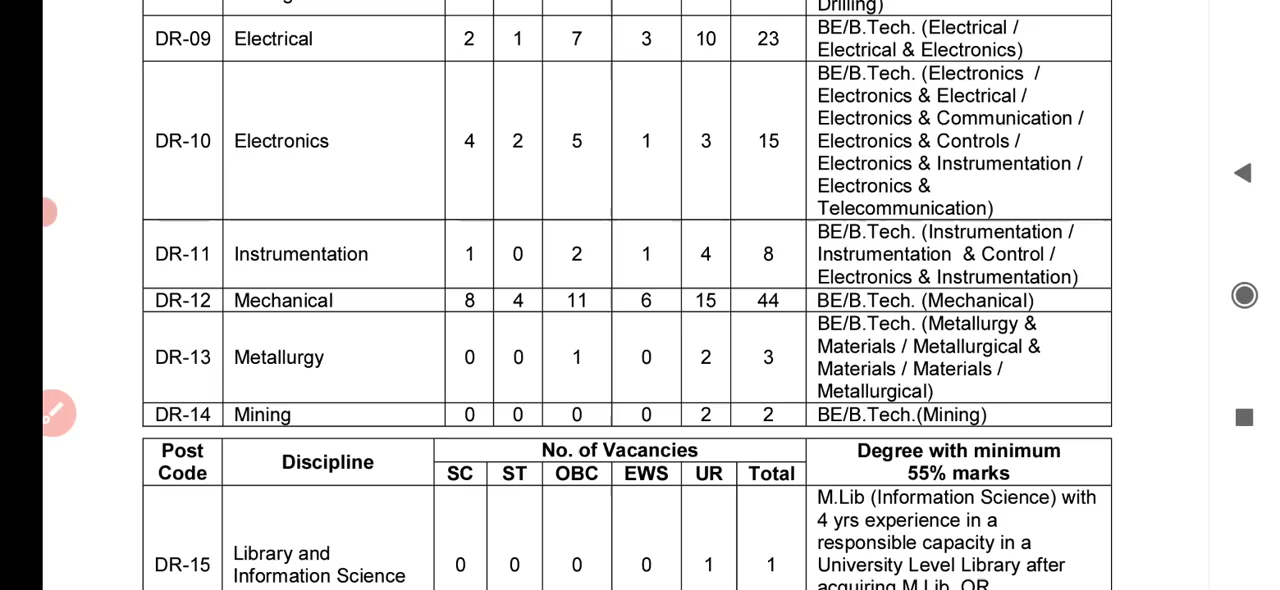 Drilling)
DR-09 Electrical 2 1 7 3 10 23 BE/B.Tech. (Electrical /
Electrical & Electronics)
DR-10 Electronics 4 2 5 1 3 15 BE/B.Tech. (Electronics /
Electronics & Electrical /
Electronics & Communication /
Electronics & Controls /
Electronics & Instrumentation /
Electronics &
Telecommunication)
DR-11 Instrumentation 1 0 2 1 4 8 BE/B.Tech. (Instrumentation /
Instrumentation & Control /
Electronics & Instrumentation)
DR-12 Mechanical 8 4 11 6 15 44 BE/B.Tech. (Mechanical)
DR-13 Metallurgy 0 0 1 0 2 3 BE/B.Tech. (Metallurgy &
Materials / Metallurgical &
Materials / Materials /
Metallurgical)
DR-14 Mining 0 0 0 0 2 2 BE/B.Tech.(Mining)
Post Code Discipline No. of Vacancies Degree with minimum
55% marks
SC ST OBC EWS UR Total
DR-15 Library and
Information Science 0 0 0 0 1 1 M.Lib (Information Science) with
4 yrs experience in a
responsible capacity in a
University Level Library after
acquiring M.Lib. OR